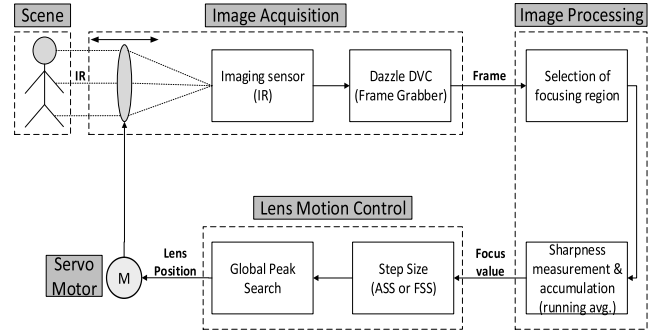 Scene
Image Acquisition
Image Processing
IR
Imaging sensor
(IR)
Dazzle DVC
(Frame Grabber)
Frame
Selection of
focusing region
Lens Motion Control
Servo
Motor
M
Lens
Position
Global Peak
Search
Step Size
(ASS or FSS)
Focus
value
Sharpness
measurement &
accumulation
(running avg.)